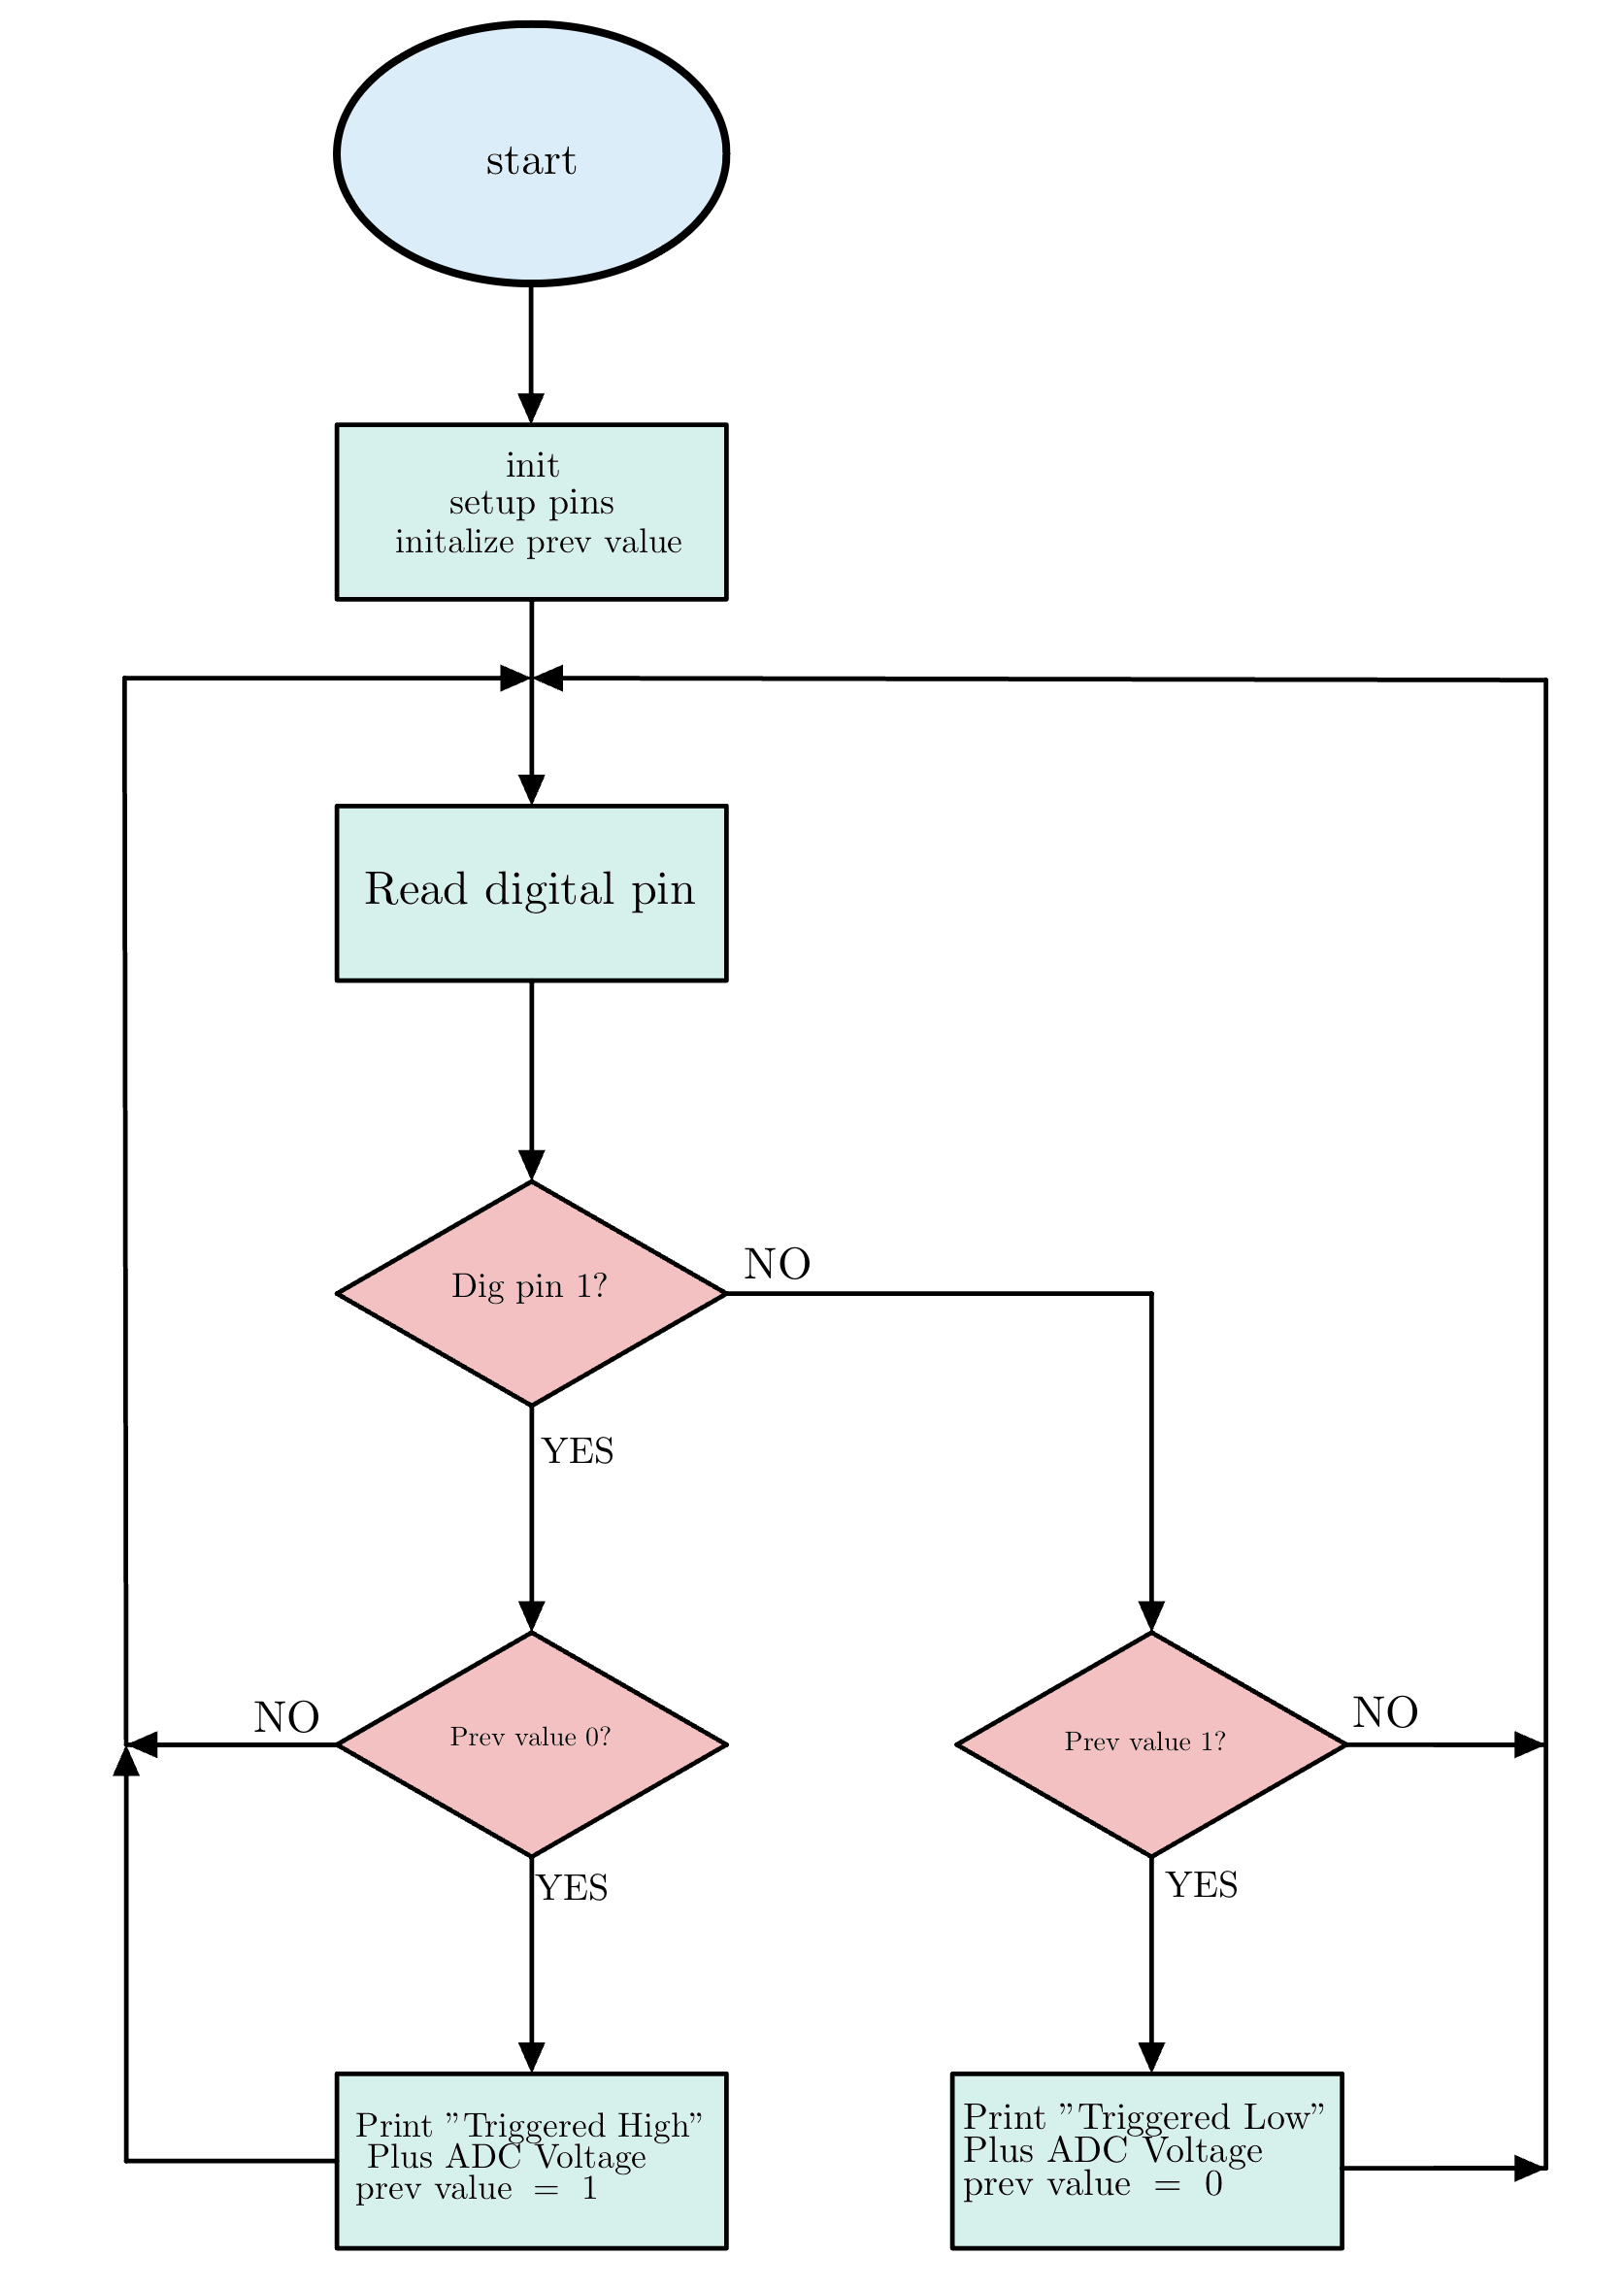 start
init
setup pins
initalize prev value
Read digital pin
Dig pin 1?
NO
YES
NO
Prev value 0?
Prev value 1?
NO
YES
YES
Print "Triggered High"
Plus ADC Voltage
prev value = 1
Print "Triggered Low"
Plus ADC Voltage
prev value = 0